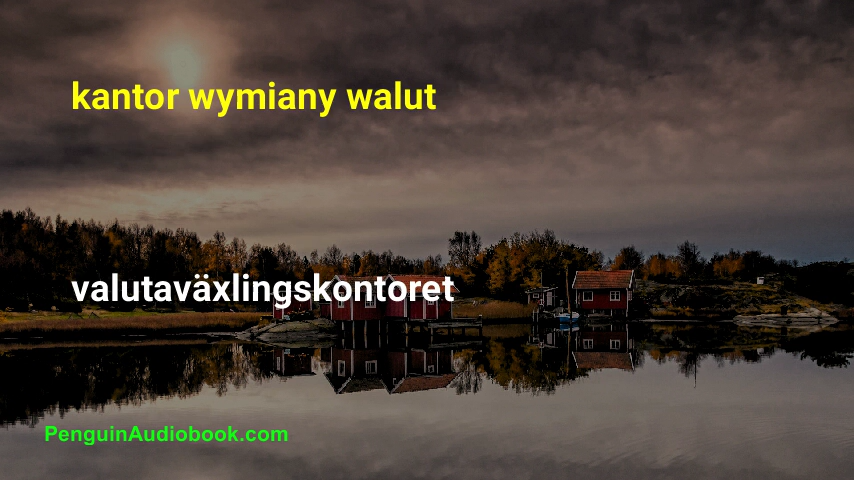 kantor wymiany walut
valutaväxlingskontoret
PenguinAudiobook.com